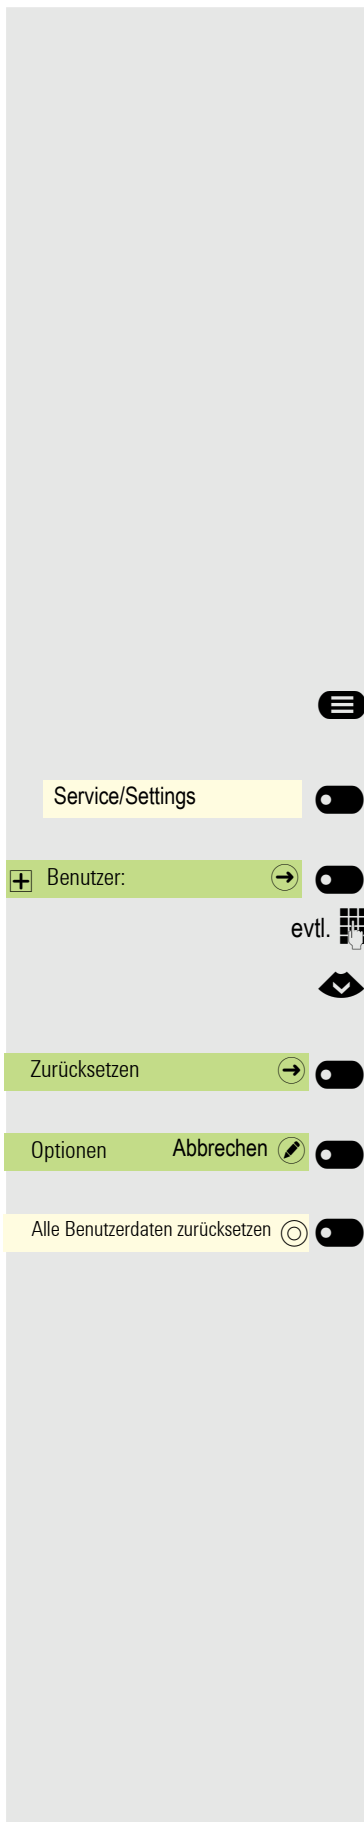 Service/Settings
Benutzer:
evtl.
Zurücksetzen
Optionen Abbrechen
Alle Benutzerdaten zurücksetzen